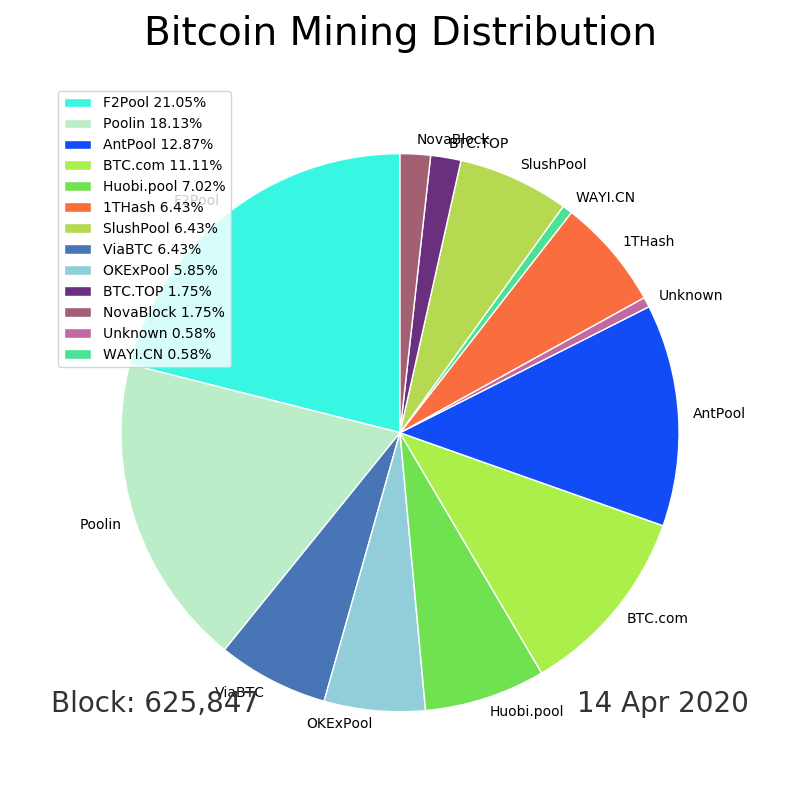 Bitcoin Mining Distribution
F2Pool 21.05%
Poolin 18.13%
AntPool 12.87%
BTC.com 11.11%
Huobi.pool 7.02%
1THash 6.43%
SlushPool 6.43%
ViaBTC 6.43%
OKExPool 5.85%
BTC.TOP 1.75%
NovaBlock 1.75%
Unknown 0.58%
WAYI.CN 0.58%
NovaBlock
BTC.TOP
SlushPool
WAYI.CN
1THash
Unknown
AntPool
BTC.com
Huobi.pool
OKExPool
ViaBTC
Poolin
F2Pool
Block: 625,847
14 Apr 2020